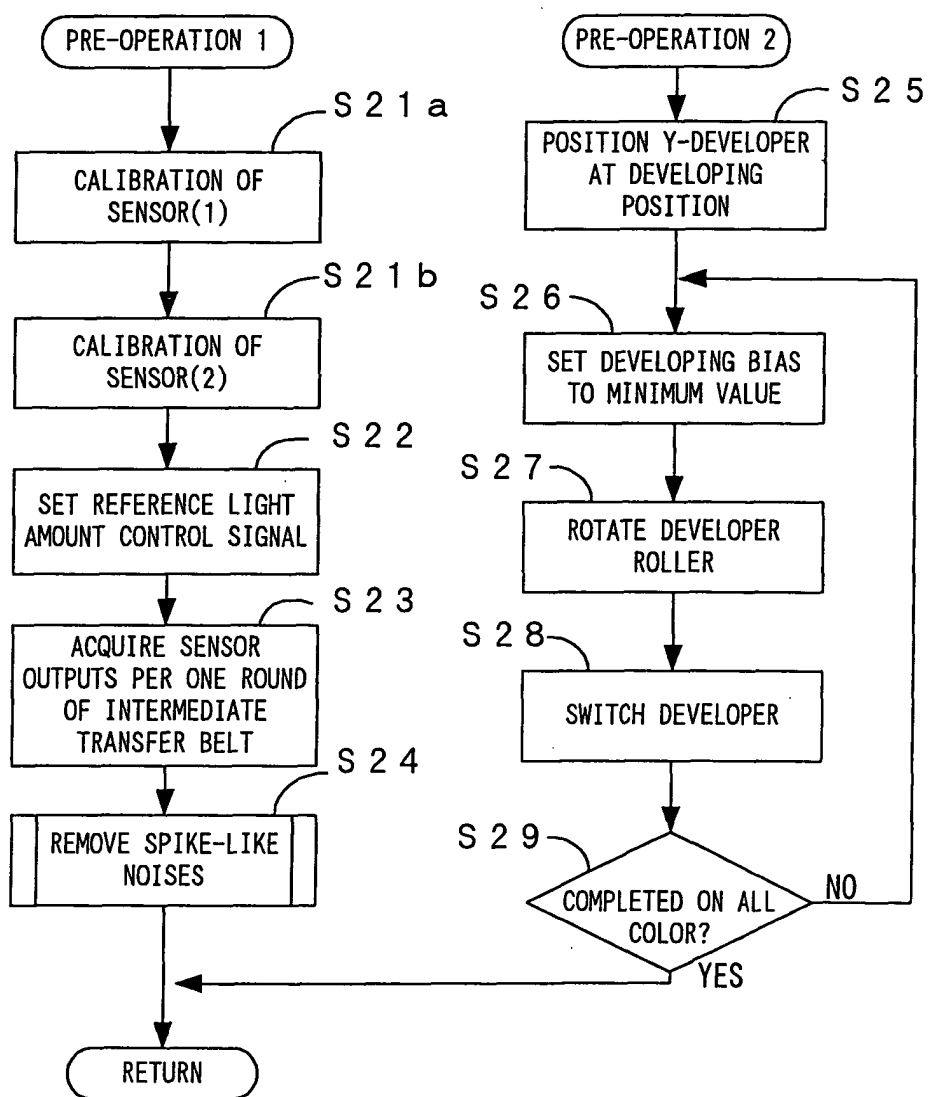 PRE-OPERATION 1
S21a
CALIBRATION OF
SENSOR(1)
S21b
CALIBRATION OF
SENSOR(2)
S22
SET REFERENCE LIGHT
AMOUNT CONTROL SIGNAL
S23
ACQUIRE SENSOR
OUTPUTS PER ONE ROUND
OF INTERMEDIATE
TRANSFER BELT
S24
REMOVE SPIKE-LIKE
NOISES
RETURN
PRE-OPERATION 2
S25
POSITION Y-DEVELOPER
AT DEVELOPING
POSITION
S26
SET DEVELOPING BIAS
TO MINIMUM VALUE
S27
ROTATE DEVELOPER
ROLLER
S28
SWITCH DEVELOPER
S29
COMPLETED ON ALL
COLOR?
NO
YES